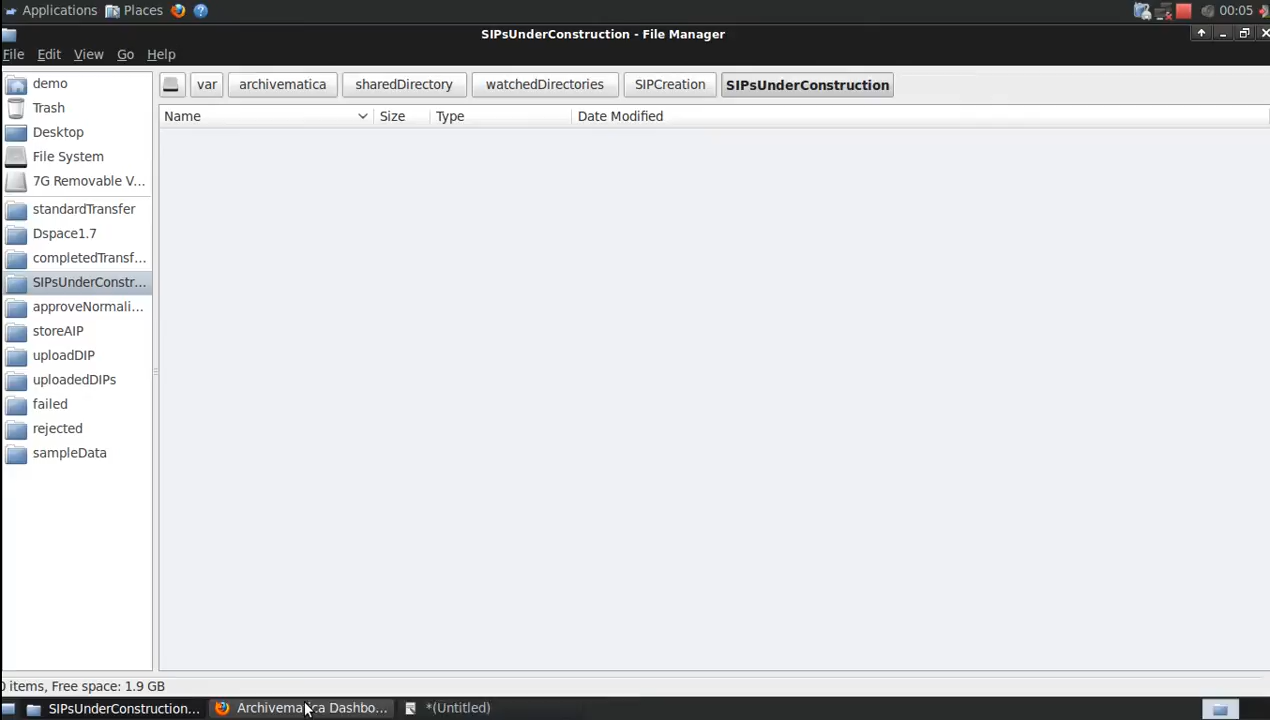 Applications Places 00:05
SIPsUnderConstruction - File Manager
File Edit View Go Help
demo
Trash
Desktop
File System
7G Removable V...
standardTransfer
Dspace1.7
completedTransf...
SIPsUnderConstr...
approveNormali...
storeAIP
uploadDIP
uploadedDIPs
failed
rejected
sampleData
var archivematica sharedDirectory watchedDirectories SIPCreation SIPsUnderConstruction
Name Size Type Date Modified
0 items, Free space: 1.9 GB
SIPsUnderConstruction... Archivematica Dashbo... *(Untitled)